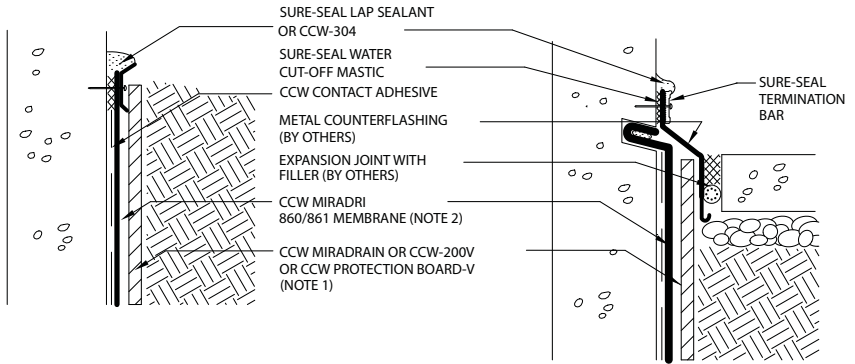 SURE-SEAL LAP SEALANT
OR CCW-304
SURE-SEAL WATER
CUT-OFF MASTIC
CCW CONTACT ADHESIVE
METAL COUNTERFLASHING
(BY OTHERS)
EXPANSION JOINT WITH
FILLER (BY OTHERS)
CCW MIRADRI
860/861 MEMBRANE (NOTE 2)
CCW MIRADRAIN OR CCW-200V
OR CCW PROTECTION BOARD-V
(NOTE 1)
SURE-SEAL
TERMINATION
BAR